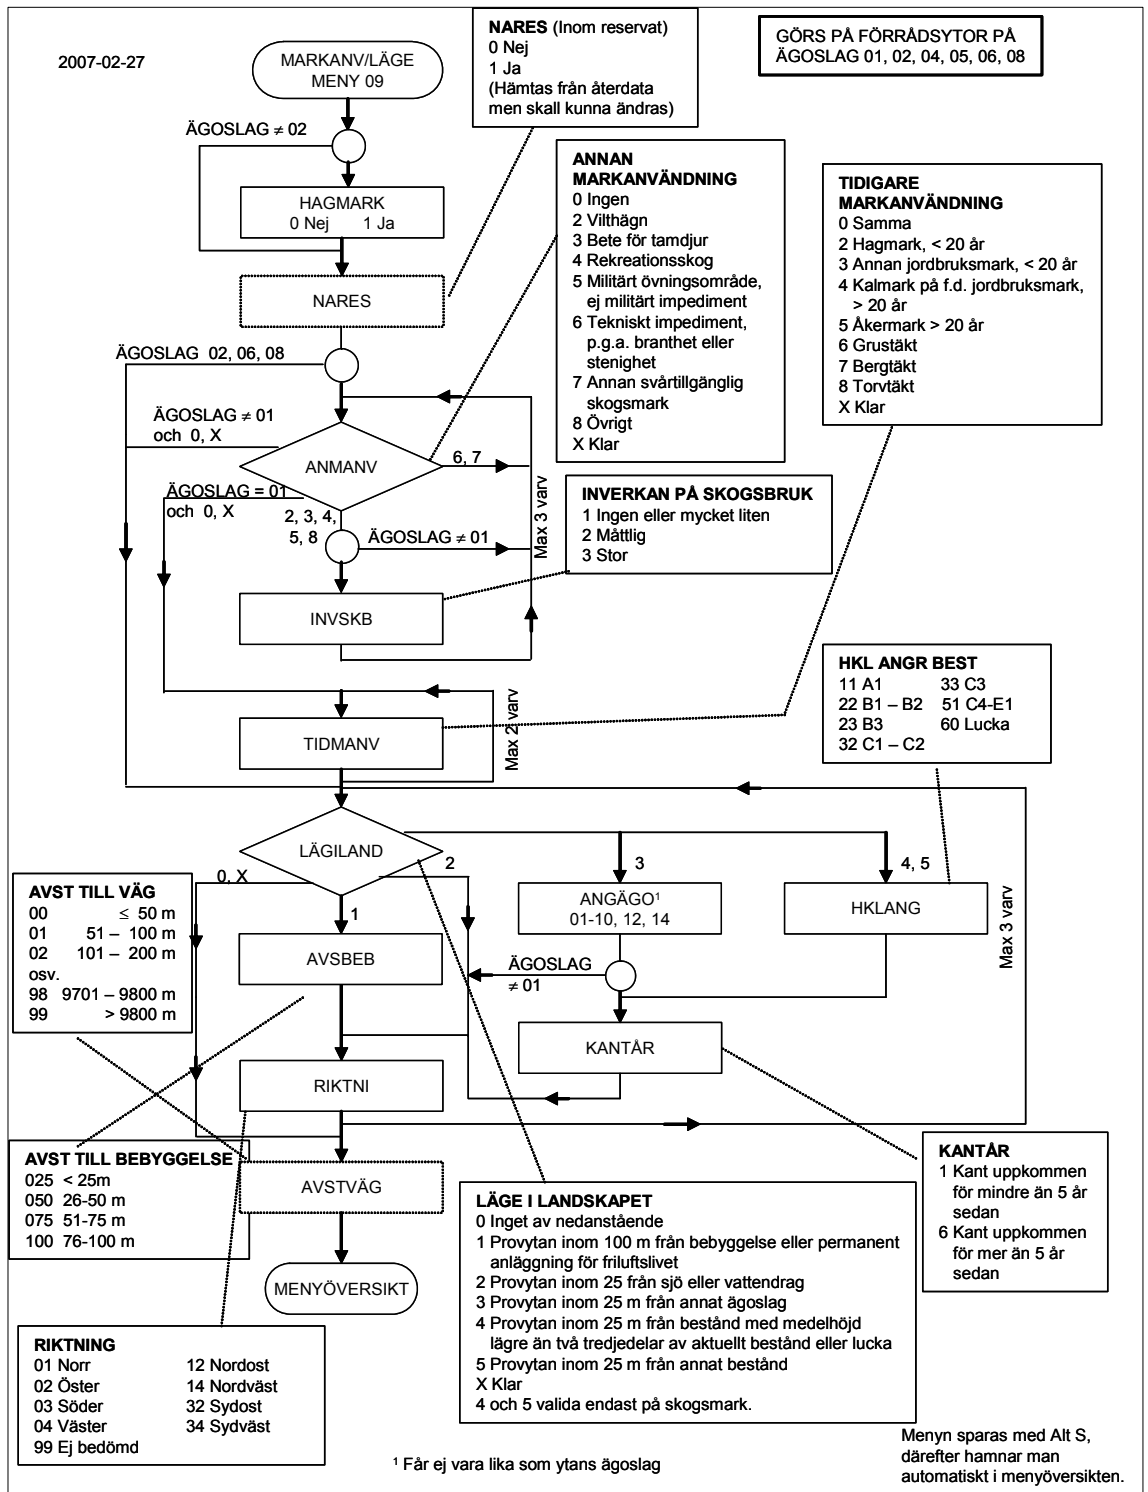 2007-02-27
MARKANV/LÄGE
MENY 09
NARES (Inom reservat)
0 Nej
1 Ja
(Hämtas från återdata
men skall kunna ändras)
GÖRS PÅ FÖRRÅDSYTOR PÅ
ÄGOSLAG 01, 02, 04, 05, 06, 08
ÄGOSLAG ≠ 02
HAGMARK
0 Nej 1 Ja
NARES
ANNAN
MARKANVÄNDNING
0 Ingen
2 Vilthägn
3 Bete för tamdjur
4 Rekreationsskog
5 Militärt övningsområde,
ej militärt impediment
6 Tekniskt impediment,
p.g.a. branthet eller
stenighet
7 Annan svårtillgänglig
skogsmark
8 Övrigt
X Klar
TIDIGARE
MARKANVÄNDNING
0 Samma
2 Hagmark, < 20 år
3 Annan jordbruksmark, < 20 år
4 Kalmark på f.d. jordbruksmark,
> 20 år
5 Åkermark > 20 år
6 Grustäkt
7 Bergtäkt
8 Torvtäkt
X Klar
ÄGOSLAG 02, 06, 08
ÄGOSLAG ≠ 01
och 0, X
ANMANV
6, 7
ÄGOSLAG = 01
och 0, X
2, 3, 4,
5, 8
ÄGOSLAG ≠ 01
Max 3 varv
INVERKAN PÅ SKOGSBRUK
1 Ingen eller mycket liten
2 Måttlig
3 Stor
INVSKB
TIDMANV
Max 2 varv
HKL ANGR BEST
11 A1 33 C3
22 B1 – B2 51 C4-E1
23 B3 60 Lucka
32 C1 – C2
LÄGILAND
0, X
1
2
3
4, 5
AVST TILL VÄG
00 ≤ 50 m
01 51 – 100 m
02 101 – 200 m
osv.
98 9701 – 9800 m
99 > 9800 m
ANGÄGO¹
01-10, 12, 14
HKLANG
Max 3 varv
AVSBEB
ÄGOSLAG
≠ 01
KANTÅR
RIKTNI
AVST TILL BEBYGGELSE
025 < 25m
050 26-50 m
075 51-75 m
100 76-100 m
AVSTVÄG
MENYÖVERSIKT
LÄGE I LANDSKAPET
0 Inget av nedanstående
1 Provytan inom 100 m från bebyggelse eller permanent
anläggning för friluftslivet
2 Provytan inom 25 från sjö eller vattendrag
3 Provytan inom 25 m från annat ägoslag
4 Provytan inom 25 m från bestånd med medelhöjd
lägre än två tredjedelar av aktuellt bestånd eller lucka
5 Provytan inom 25 m från annat bestånd
X Klar
4 och 5 valida endast på skogsmark.
KANTÅR
1 Kant uppkommen
för mindre än 5 år
sedan
6 Kant uppkommen
för mer än 5 år
sedan
RIKTNING
01 Norr 12 Nordost
02 Öster 14 Nordväst
03 Söder 32 Sydost
04 Väster 34 Sydväst
99 Ej bedömd
¹ Får ej vara lika som ytans ägoslag
Menyn sparas med Alt S,
därefter hamnar man
automatiskt i menyöversikten.